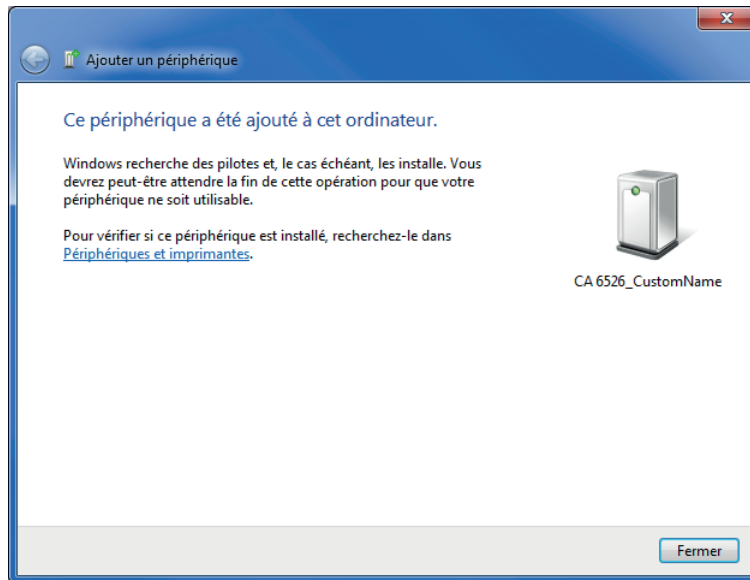 Ajouter un périphérique
Ce périphérique a été ajouté à cet ordinateur.
Windows recherche des pilotes et, le cas échéant, les installe. Vous
devrez peut-être attendre la fin de cette opération pour que votre
périphérique ne soit utilisable.
Pour vérifier si ce périphérique est installé, recherchez-le dans
Périphériques et imprimantes.
CA 6526_CustomName
Fermer